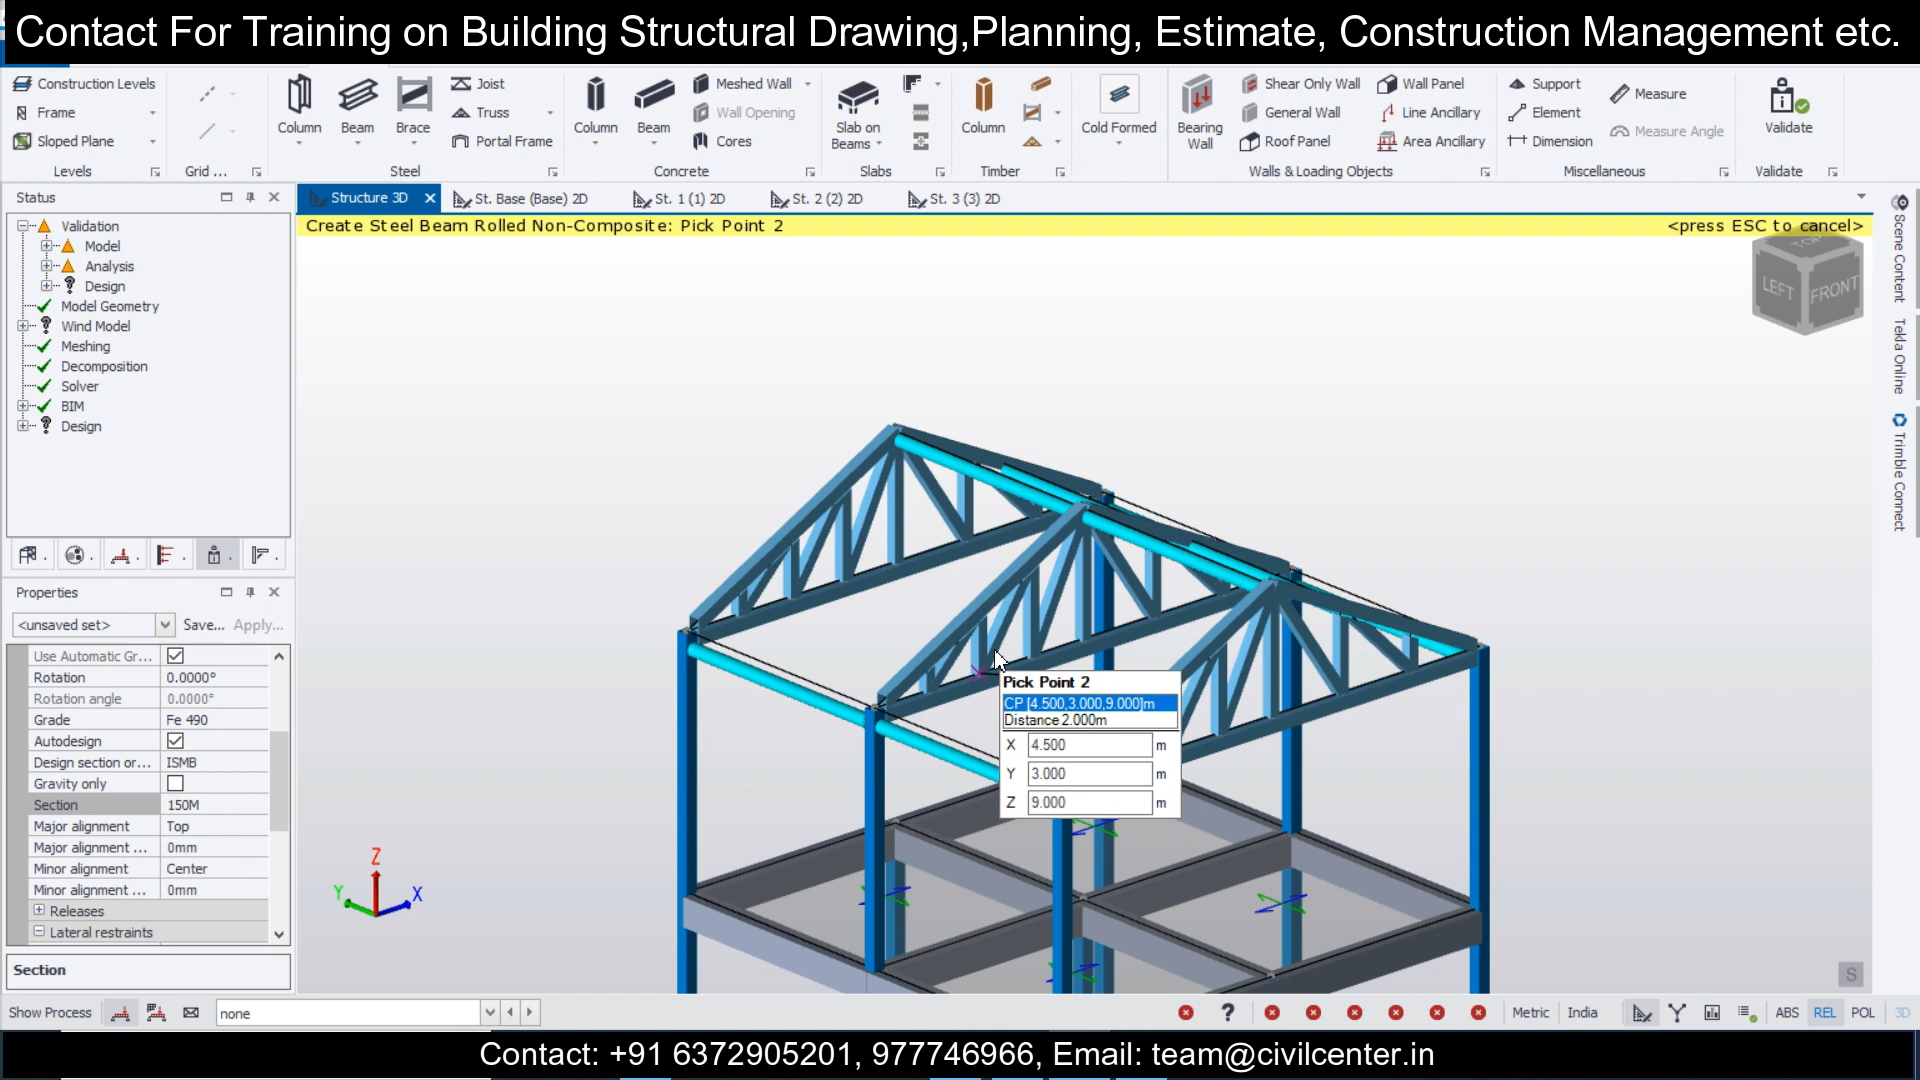 Contact For Training on Building Structural Drawing,Planning, Estimate, Construction Management etc.
Construction Levels
Frame
Sloped Plane
Levels
Grid ...
Column
Beam
Brace
Joist
Truss
Portal Frame
Steel
Column
Beam
Meshed Wall
Wall Opening
Cores
Concrete
Slab on
Beams
Slabs
Column
Timber
Cold Formed
Bearing
Wall
Shear Only Wall
General Wall
Roof Panel
Wall Panel
Line Ancillary
Area Ancillary
Walls & Loading Objects
Support
Element
Dimension
Measure
Measure Angle
Miscellaneous
Validate
Validate
Status
Structure 3D
St. Base (Base) 2D
St. 1 (1) 2D
St. 2 (2) 2D
St. 3 (3) 2D
Create Steel Beam Rolled Non-Composite: Pick Point 2
<press ESC to cancel>
Validation
Model
Analysis
Design
Model Geometry
Wind Model
Meshing
Decomposition
Solver
BIM
Design
TOP
LEFT
FRONT
Scene Content
Tekla Online
Trimble Connect
Properties
<unsaved set>
Save...
Apply...
Use Automatic Gr...
Rotation 0.0000°
Rotation angle 0.0000°
Grade Fe 490
Autodesign
Design section or... ISMB
Gravity only
Section 150M
Major alignment Top
Major alignment ... 0mm
Minor alignment Center
Minor alignment ... 0mm
Releases
Lateral restraints
Section
Pick Point 2
CP [4.500,3.000,9.000]m
Distance 2.000m
X 4.500 m
Y 3.000 m
Z 9.000 m
Z
Y
X
S
Show Process
none
Metric
India
ABS
REL
POL
3D
Contact: +91 6372905201, 977746966, Email: team@civilcenter.in